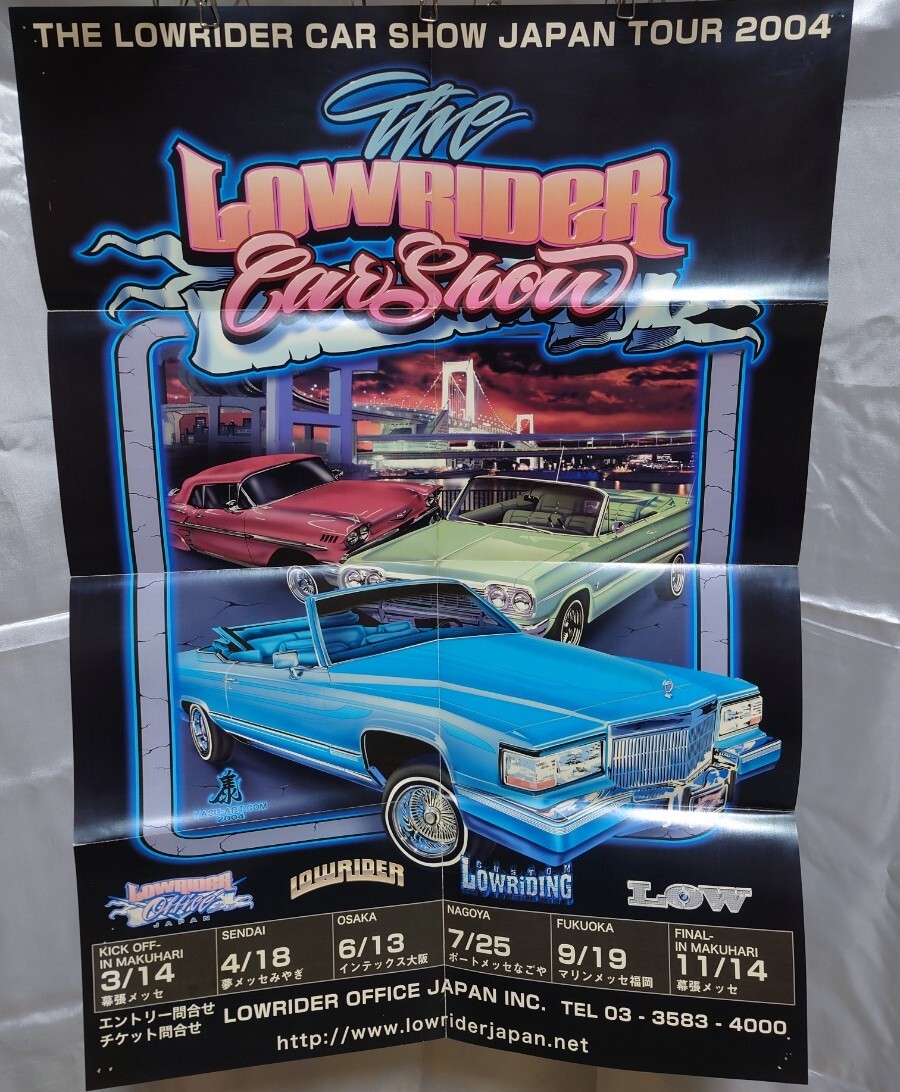 THE LOWRIDER CAR SHOW JAPAN TOUR 2004
The
LOWRIDER
Car Show
YASU-ART.COM
2004
LOWRIDER
Office
JAPAN
LOWRIDER
CUSTOM
LOWRIDING
LOW
KICK OFF-
IN MAKUHARI
3/14
幕張メッセ
SENDAI
4/18
夢メッセみやぎ
OSAKA
6/13
インテックス大阪
NAGOYA
7/25
ポートメッセなごや
FUKUOKA
9/19
マリンメッセ福岡
FINAL-
IN MAKUHARI
11/14
幕張メッセ
エントリー問合せ
チケット問合せ
LOWRIDER OFFICE JAPAN INC. TEL 03 - 3583 - 4000
http://www.lowriderjapan.net